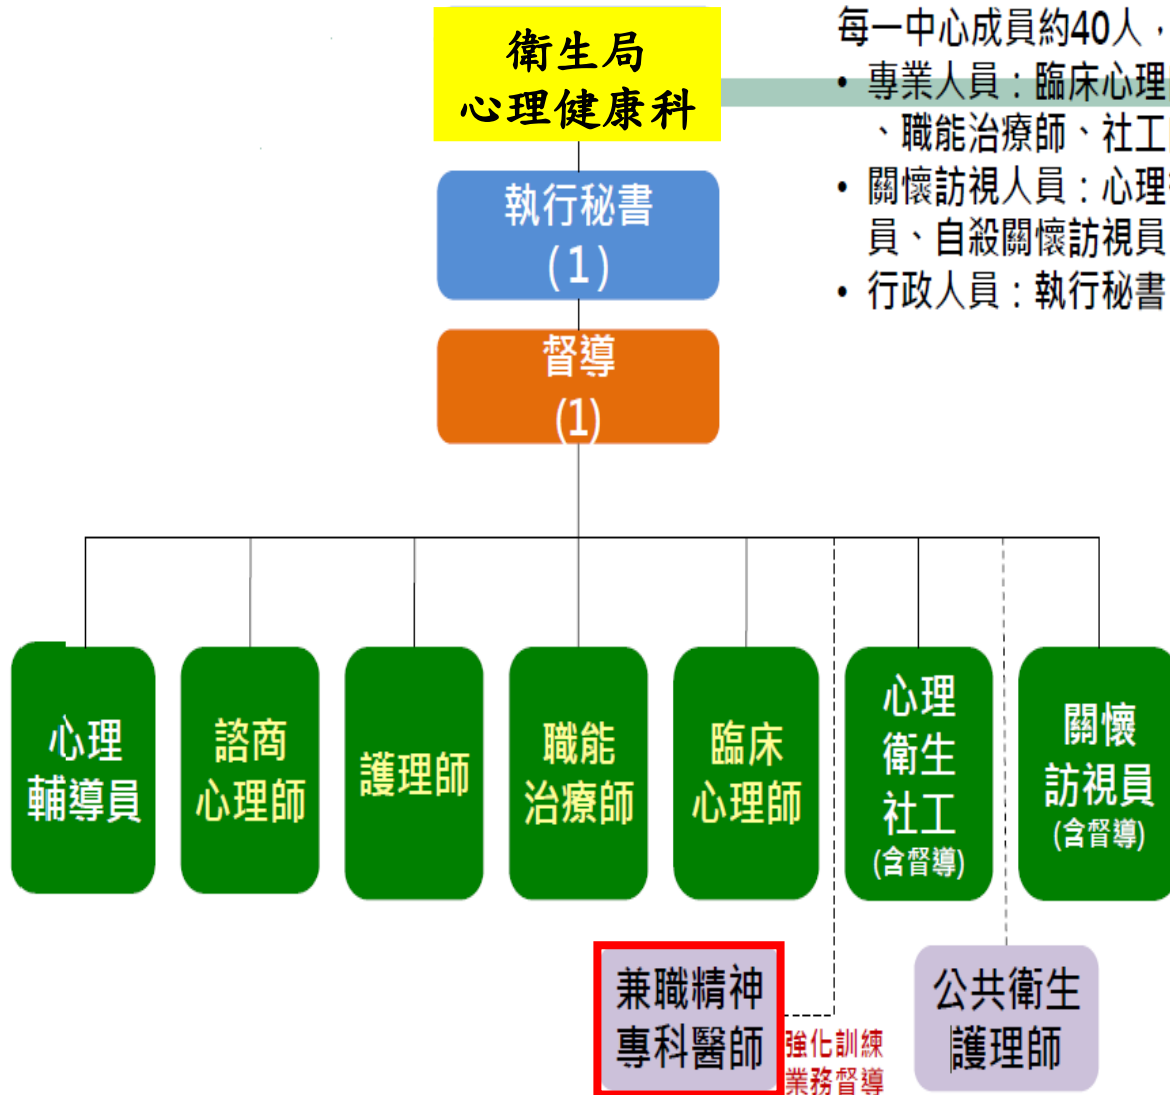 衛生局
心理健康科
每一中心成員約40人，
• 專業人員：臨床心理
、職能治療師、社工
• 關懷訪視人員：心理
員、自殺關懷訪視員
• 行政人員：執行秘書
執行秘書
(1)
督導
(1)
心理
輔導員
諮商
心理師
護理師
職能
治療師
臨床
心理師
心理
衛生
社工
(含督導)
關懷
訪視員
(含督導)
兼職精神
專科醫師
強化訓練
業務督導
公共衛生
護理師